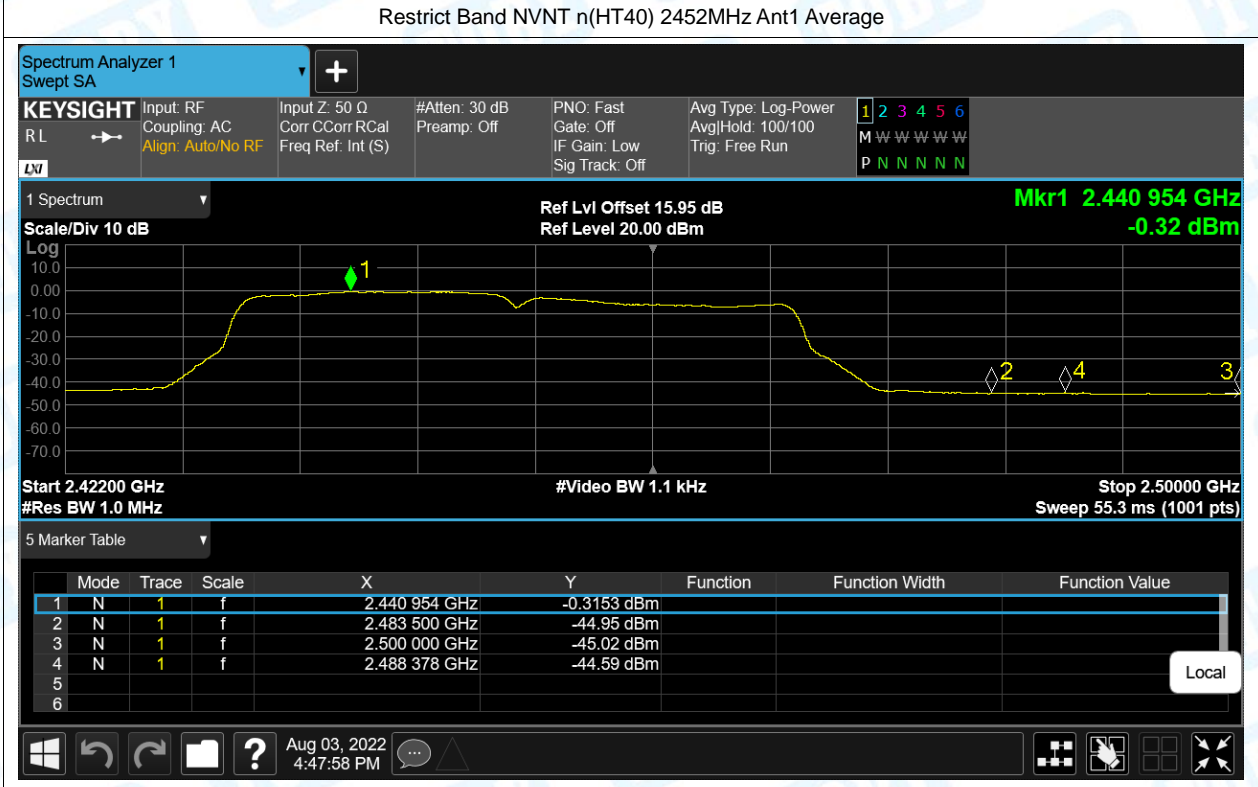 Restrict Band NVNT n(HT40) 2452MHz Ant1 Average
Spectrum Analyzer 1
Swept SA
+
KEYSIGHT
R L
LXI
Input: RF
Coupling: AC
Align: Auto/No RF
Input Z: 50 Ω
Corr CCorr RCal
Freq Ref: Int (S)
#Atten: 30 dB
Preamp: Off
PNO: Fast
Gate: Off
IF Gain: Low
Sig Track: Off
Avg Type: Log-Power
Avg|Hold: 100/100
Trig: Free Run
1 2 3 4 5 6
M W W W W W
P N N N N N
1 Spectrum
Scale/Div 10 dB
Ref Lvl Offset 15.95 dB
Ref Level 20.00 dBm
Mkr1 2.440 954 GHz
-0.32 dBm
Log
10.0
0.00
-10.0
-20.0
-30.0
-40.0
-50.0
-60.0
-70.0
1
2
4
3
Start 2.42200 GHz
#Res BW 1.0 MHz
#Video BW 1.1 kHz
Stop 2.50000 GHz
Sweep 55.3 ms (1001 pts)
5 Marker Table
Mode Trace Scale X Y Function Function Width Function Value
1 N 1 f 2.440 954 GHz -0.3153 dBm
2 N 1 f 2.483 500 GHz -44.95 dBm
3 N 1 f 2.500 000 GHz -45.02 dBm
4 N 1 f 2.488 378 GHz -44.59 dBm
5
6
Local
?
Aug 03, 2022
4:47:58 PM